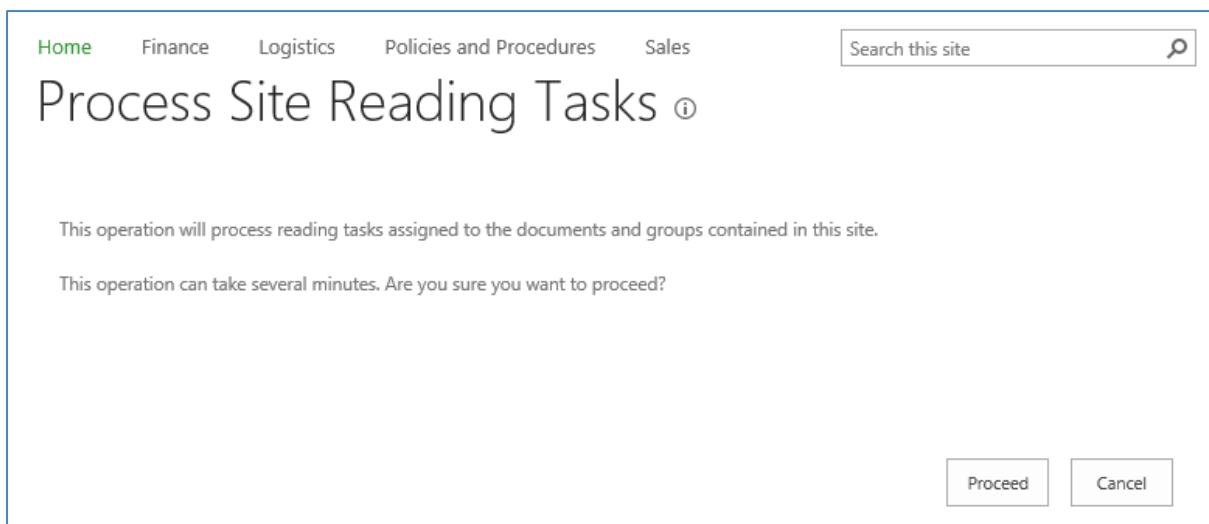 Home Finance Logistics Policies and Procedures Sales Search this site
Process Site Reading Tasks
This operation will process reading tasks assigned to the documents and groups contained in this site.
This operation can take several minutes. Are you sure you want to proceed?
Proceed Cancel